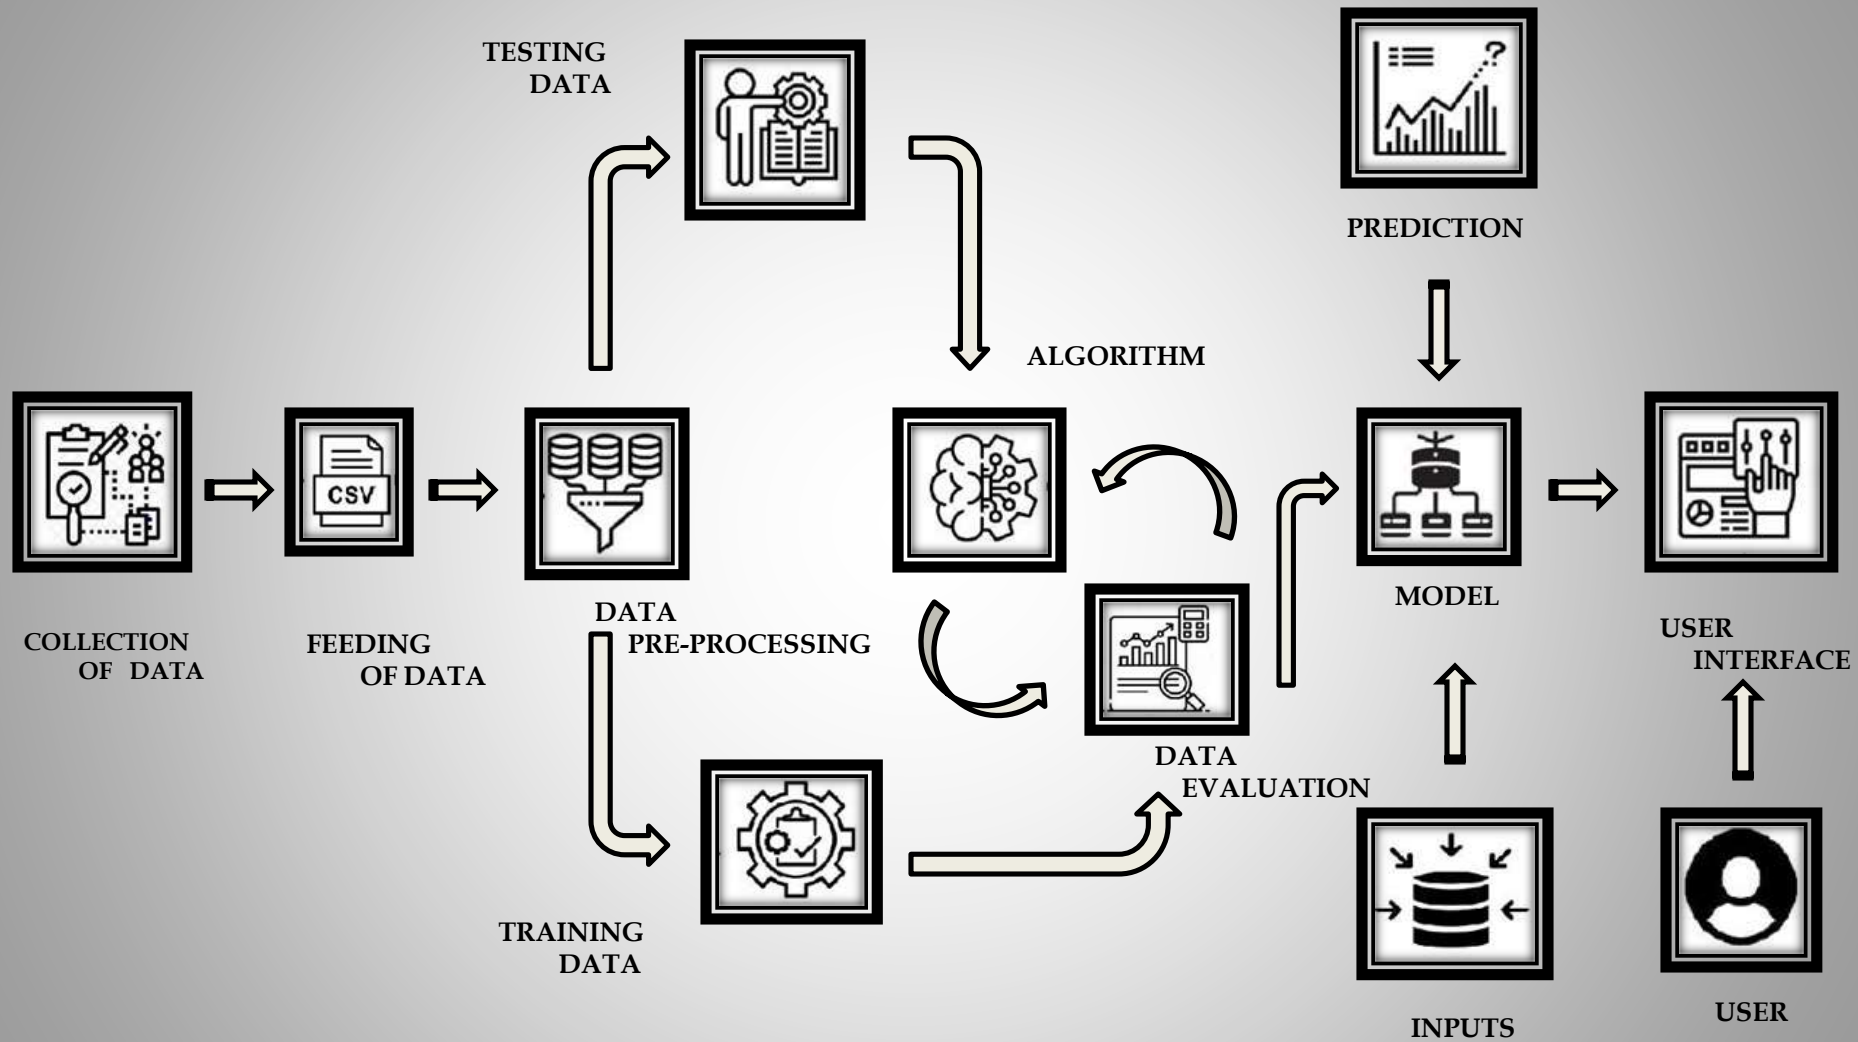 TESTING
DATA
PREDICTION
ALGORITHM
CSV
MODEL
DATA
PRE-PROCESSING
COLLECTION
OF DATA
FEEDING
OF DATA
USER
INTERFACE
DATA
EVALUATION
TRAINING
DATA
INPUTS
USER